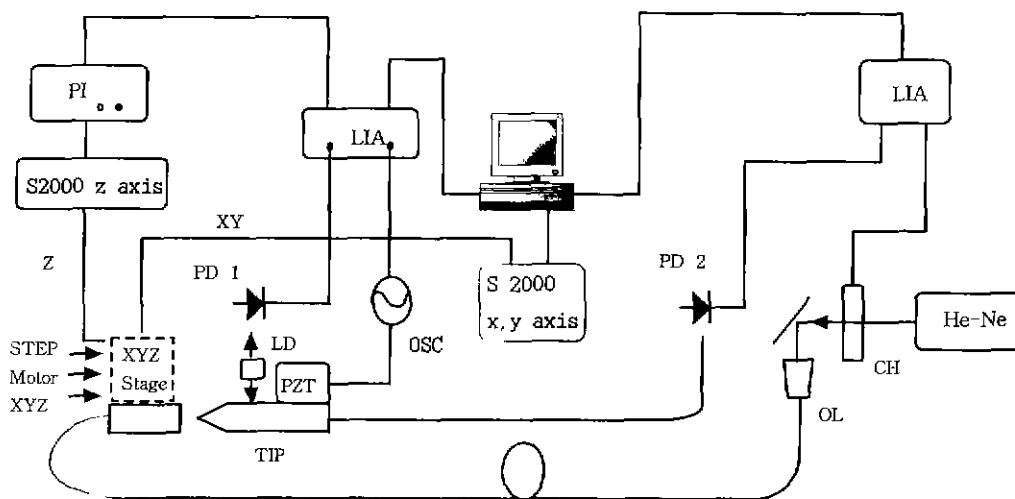 PI
LIA
LIA
S2000 z axis
XY
Z
PD 1
PD 2
S 2000
x,y axis
He-Ne
STEP
Motor
XYZ
XYZ
Stage
LD
PZT
OSC
CH
OL
TIP